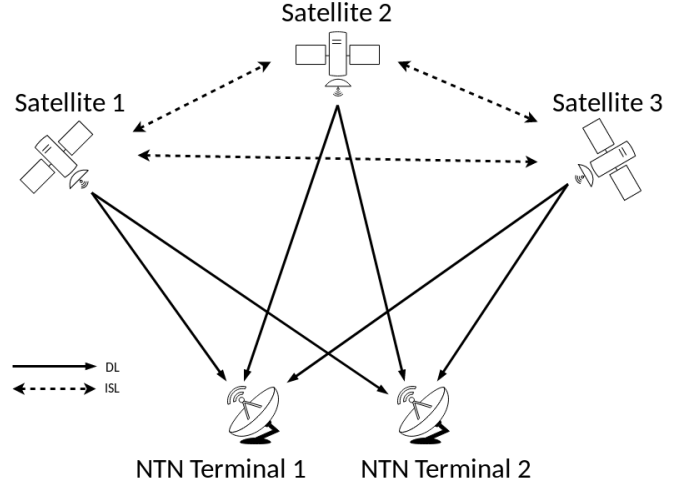 Satellite 2
Satellite 1
Satellite 3
DL
ISL
NTN Terminal 1
NTN Terminal 2